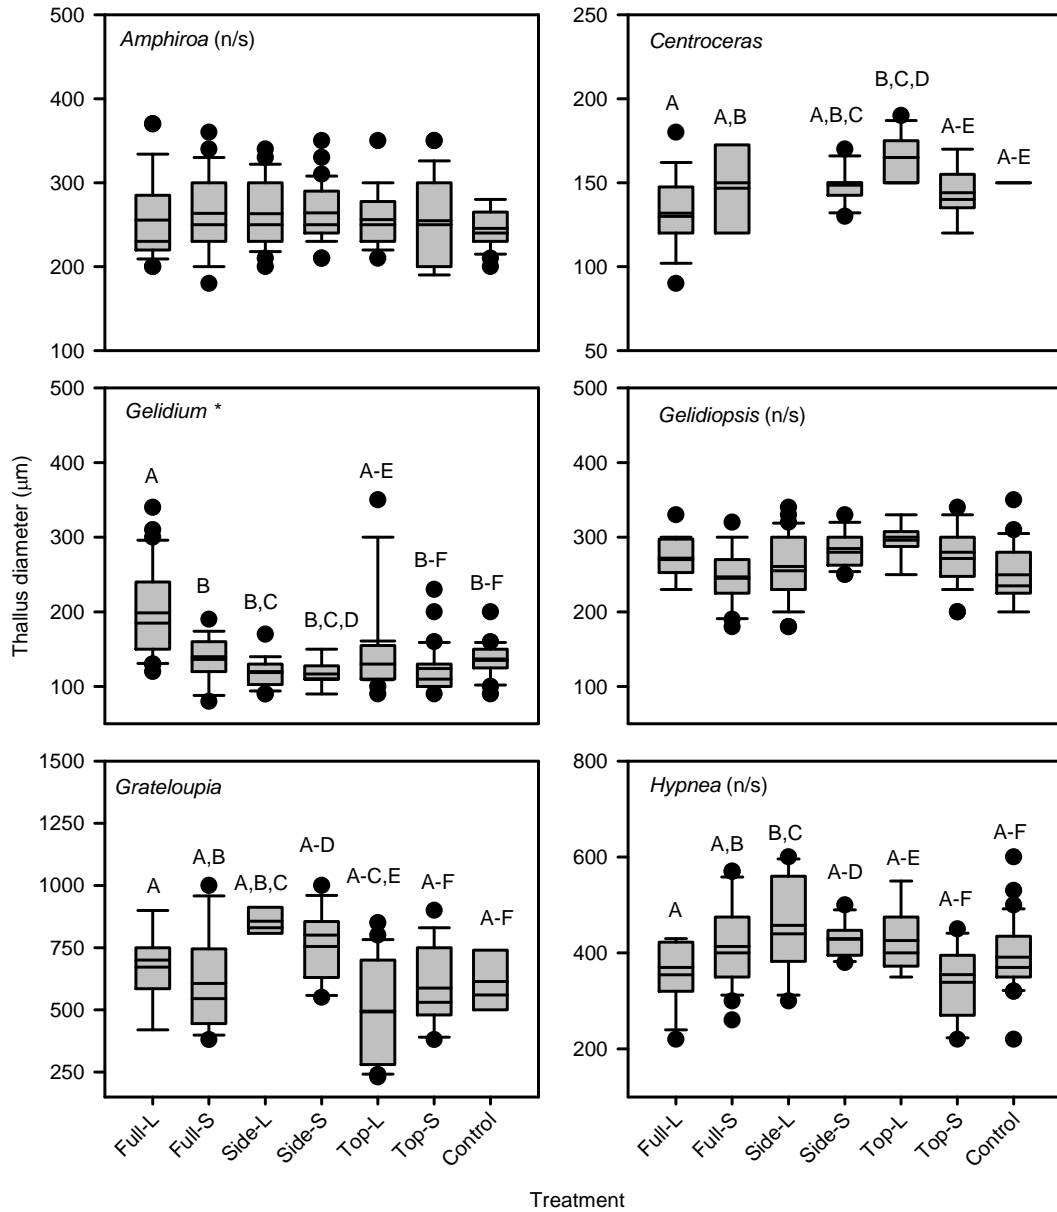 500
400
300
200
100
Amphiroa (n/s)
250
200
150
100
50
Centroceras
A
A,B
A,B,C
B,C,D
A-E
A-E
Thallus diameter (μm)
500
400
300
200
100
Gelidium *
A
B
B,C
B,C,D
A-E
B-F
B-F
500
400
300
200
100
Gelidiopsis (n/s)
1500
1250
1000
750
500
250
Grateloupia
A
A,B
A,B,C
A-D
A-C,E
A-F
A-F
Full-L
Full-S
Side-L
Side-S
Top-L
Top-S
Control
800
600
400
200
Hypnea (n/s)
A
A,B
B,C
A-D
A-E
A-F
A-F
Full-L
Full-S
Side-L
Side-S
Top-L
Top-S
Control
Treatment